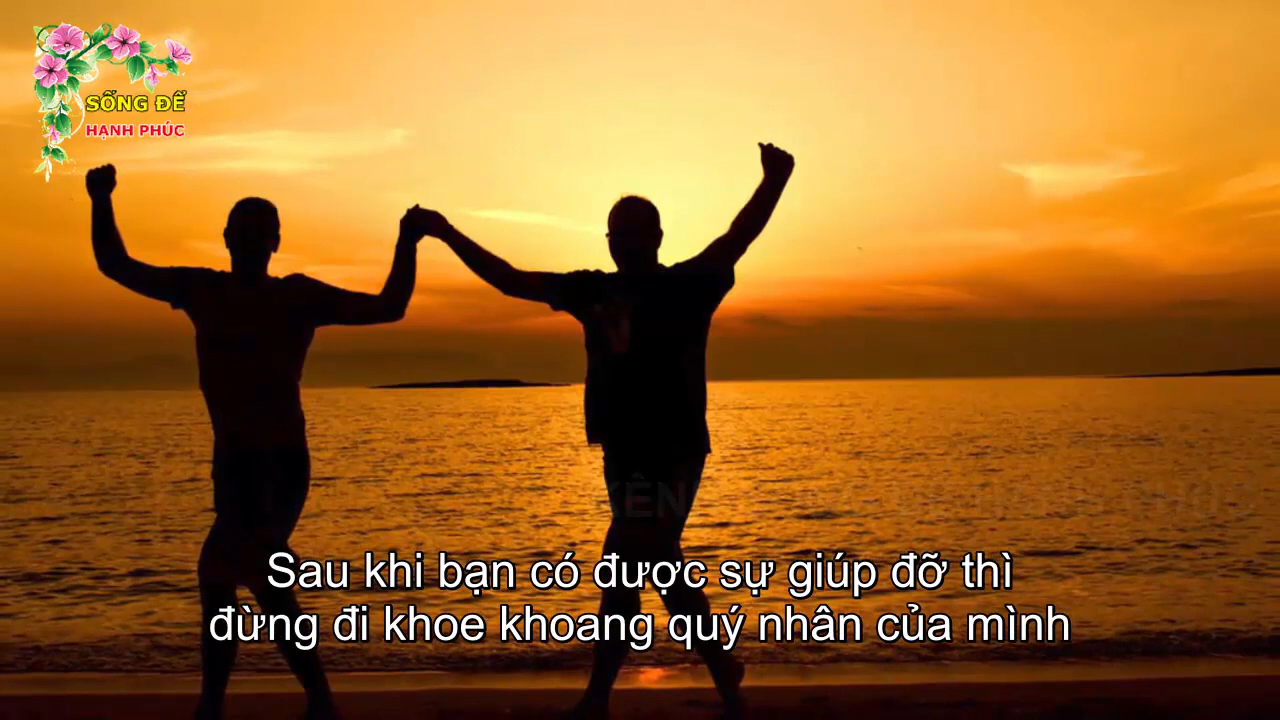 SỐNG ĐỂ
HẠNH PHÚC
Sau khi bạn có được sự giúp đỡ thì
đừng đi khoe khoang quý nhân của mình